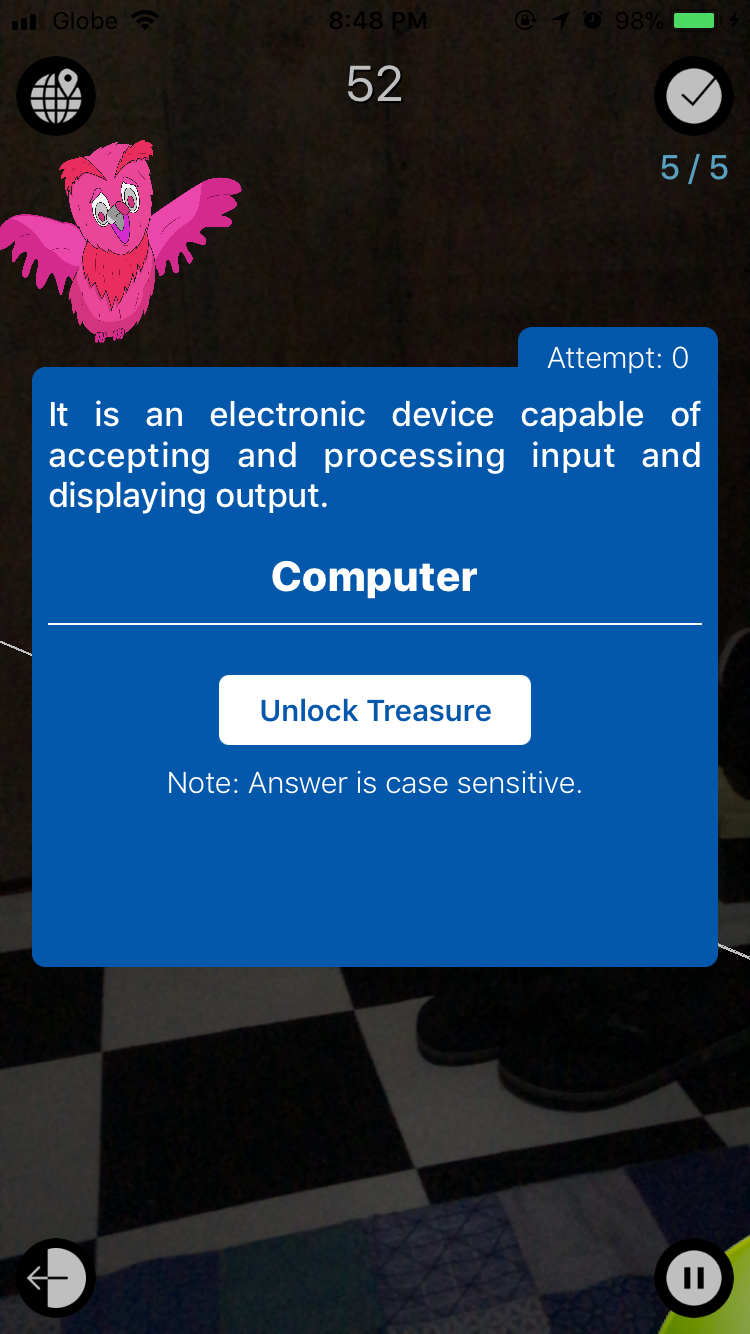 Globe 8:48 PM 98%
52
5 / 5
Attempt: 0
It is an electronic device capable of
accepting and processing input and
displaying output.
Computer
Unlock Treasure
Note: Answer is case sensitive.